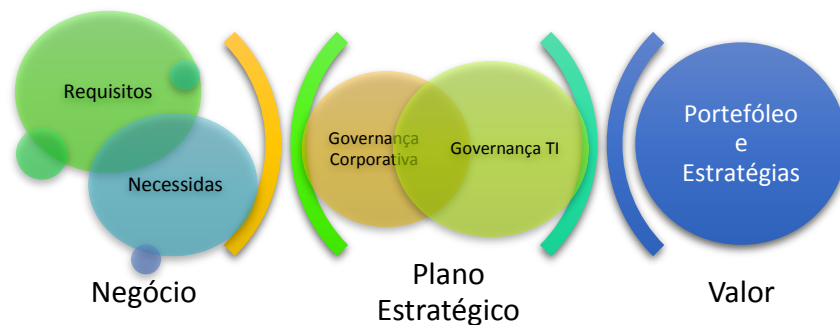 Requisitos
Necessidas
Negócio
Governança
Corporativa
Governança TI
Plano
Estratégico
Portefóleo
e
Estratégias
Valor